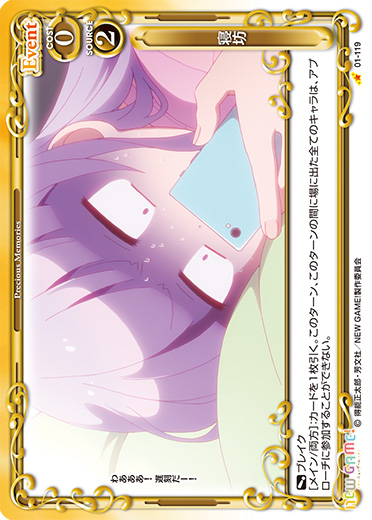 Event
COST
0
SOURCE
2
寝坊
Precious Memories
わあああ! 遅刻だーー!
ブレイク
[メイン/両方]:カードを1枚引く。このターン、このターンの間に場に出た全てのキャラは、アプ
ローチに参加することができない。
© 得能正太郎・芳文社/NEW GAME!製作委員会
NEW GAME!
01-119